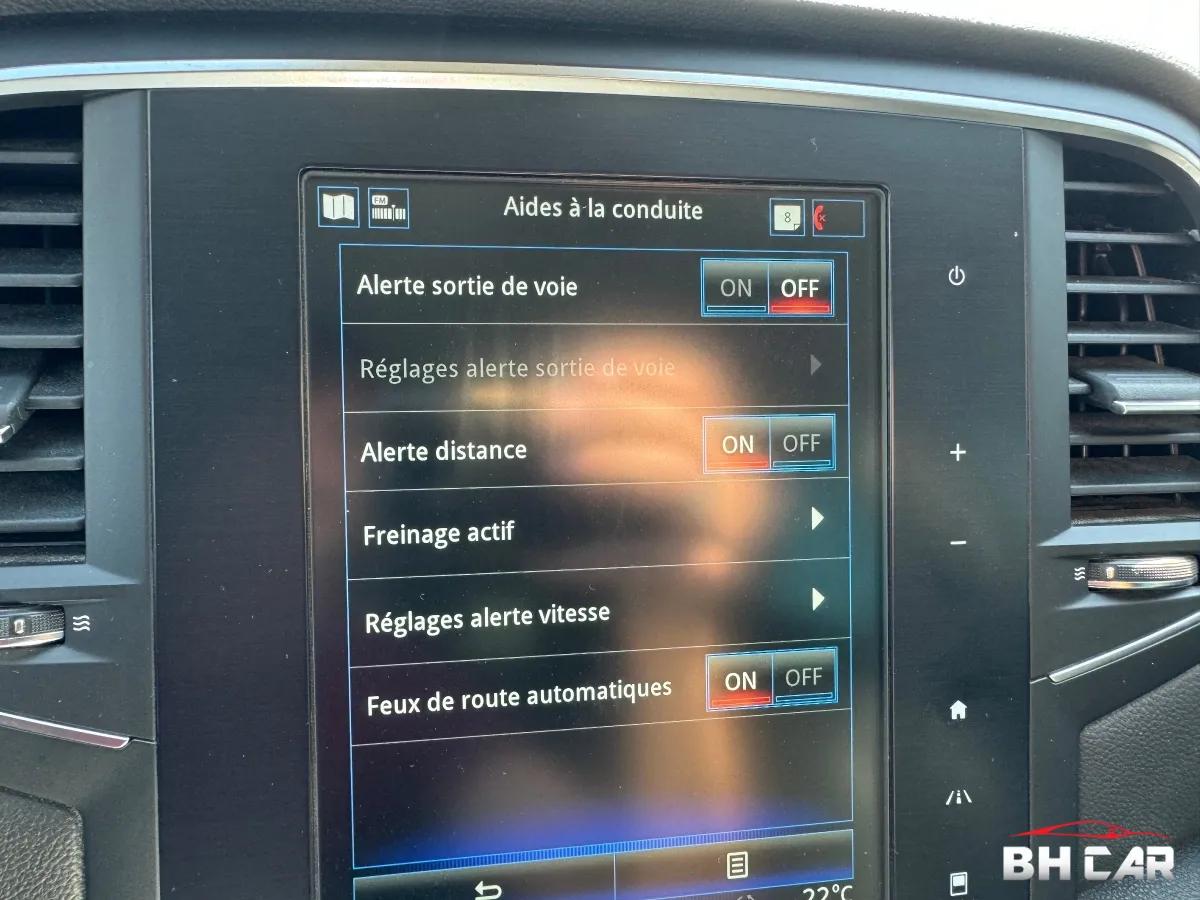 FM
Aides à la conduite
8
Alerte sortie de voie
ON OFF
Réglages alerte sortie de voie
Alerte distance
ON OFF
Freinage actif
Réglages alerte vitesse
Feux de route automatiques
ON OFF
22°C
BH CAR